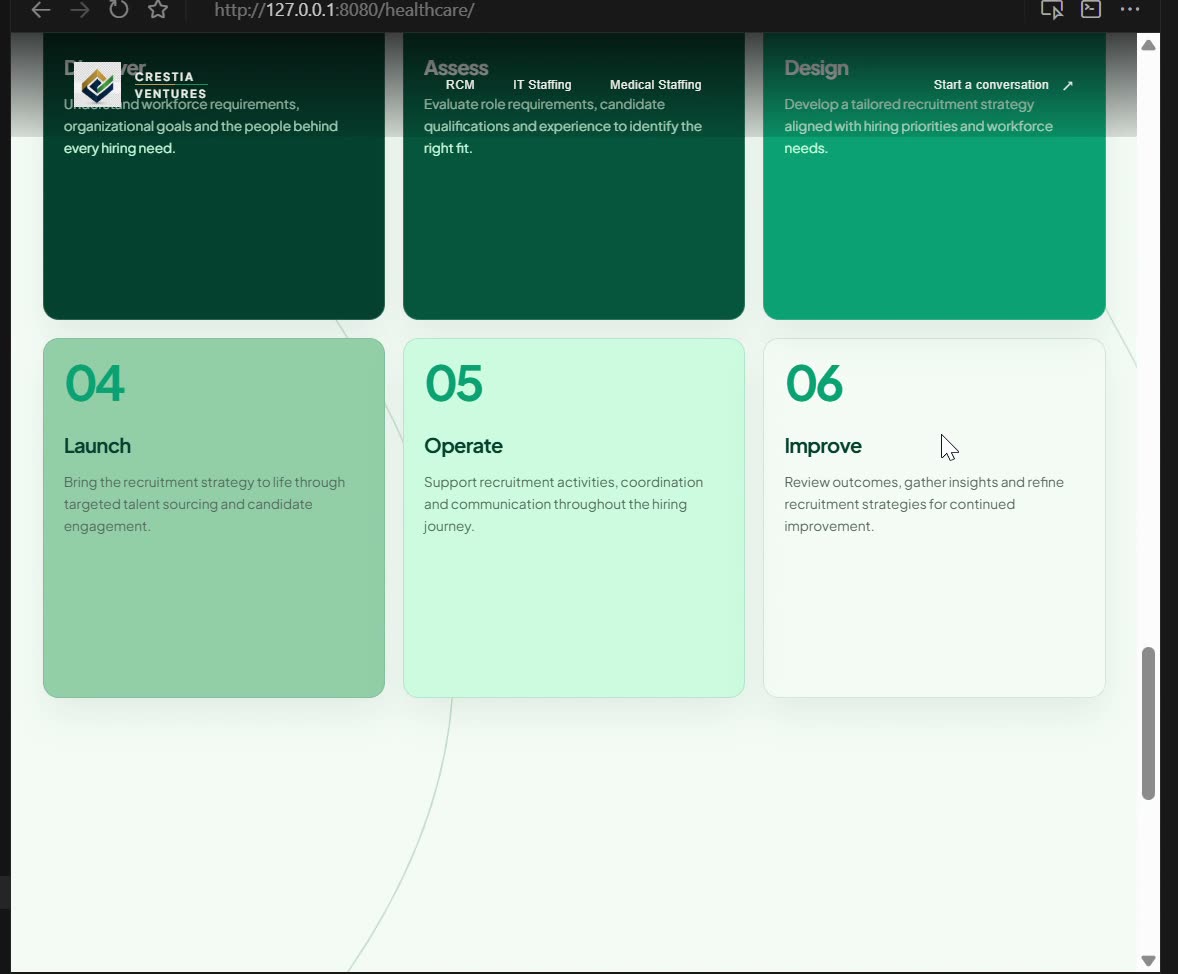 http://127.0.0.1:8080/healthcare/
CRESTIA
VENTURES
RCM
IT Staffing
Medical Staffing
Start a conversation ↗
Discover
Understand workforce requirements,
organizational goals and the people behind
every hiring need.
Assess
Evaluate role requirements, candidate
qualifications and experience to identify the
right fit.
Design
Develop a tailored recruitment strategy
aligned with hiring priorities and workforce
needs.
04
Launch
Bring the recruitment strategy to life through
targeted talent sourcing and candidate
engagement.
05
Operate
Support recruitment activities, coordination
and communication throughout the hiring
journey.
06
Improve
Review outcomes, gather insights and refine
recruitment strategies for continued
improvement.